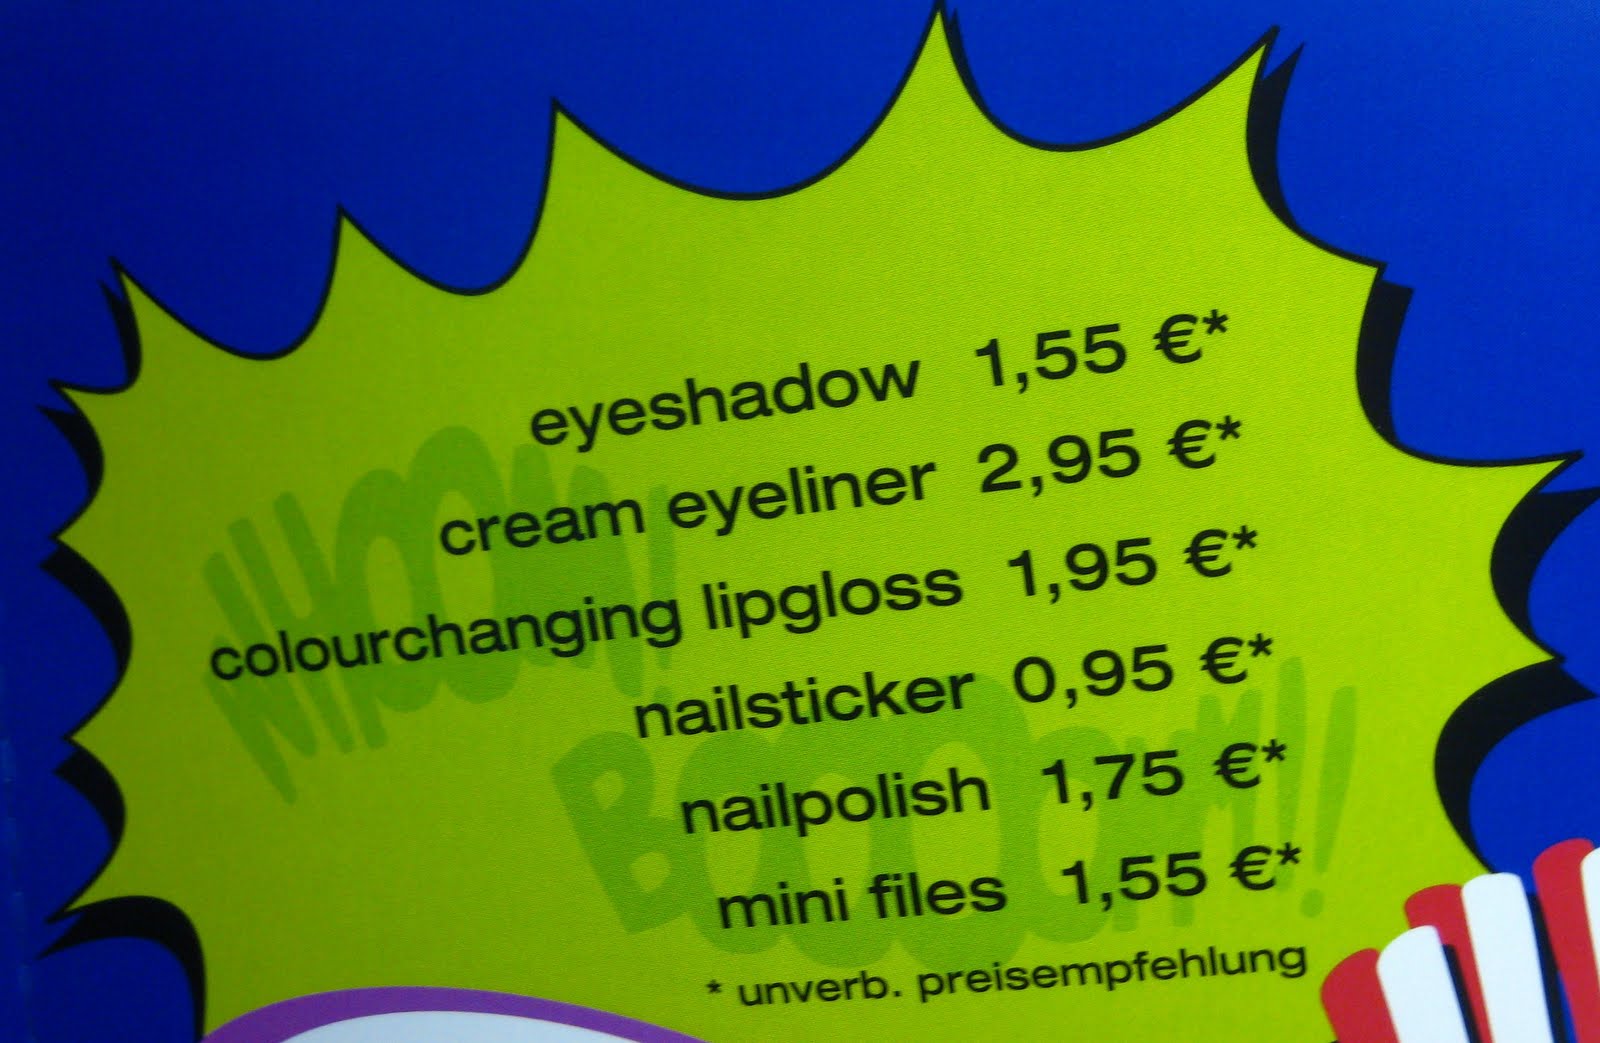 eyeshadow 1,55 €*
cream eyeliner 2,95 €*
colourchanging lipgloss 1,95 €*
nailsticker 0,95 €*
nailpolish 1,75 €*
mini files 1,55 €*
* unverb. preisempfehlung